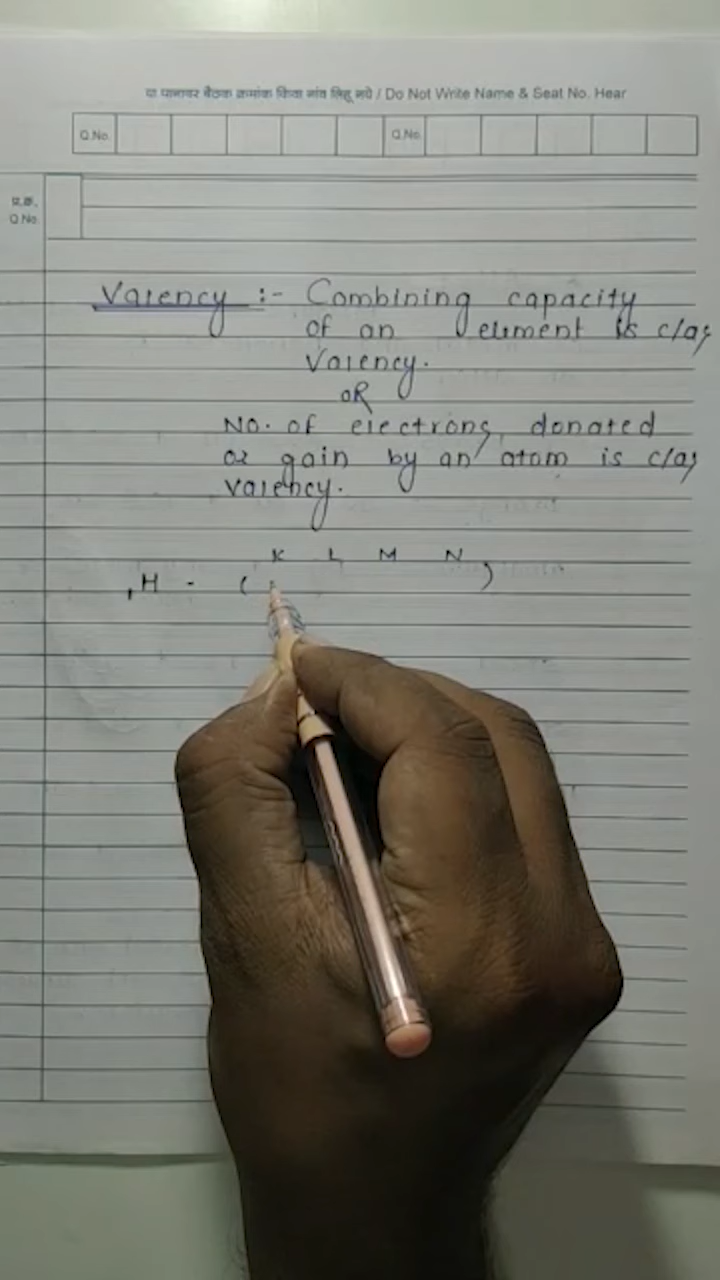 या पानावर बैठक क्रमांक किंवा नांव लिहू नये / Do Not Write Name & Seat No. Hear
Q.No. Q.No.
प्र.क्र.
Q.No.
Valency :- Combining capacity
of an element is c/as
Valency.
OR
No. of electrons donated
or gain by an atom is c/as
valency.
K L M N
₁H - ( )